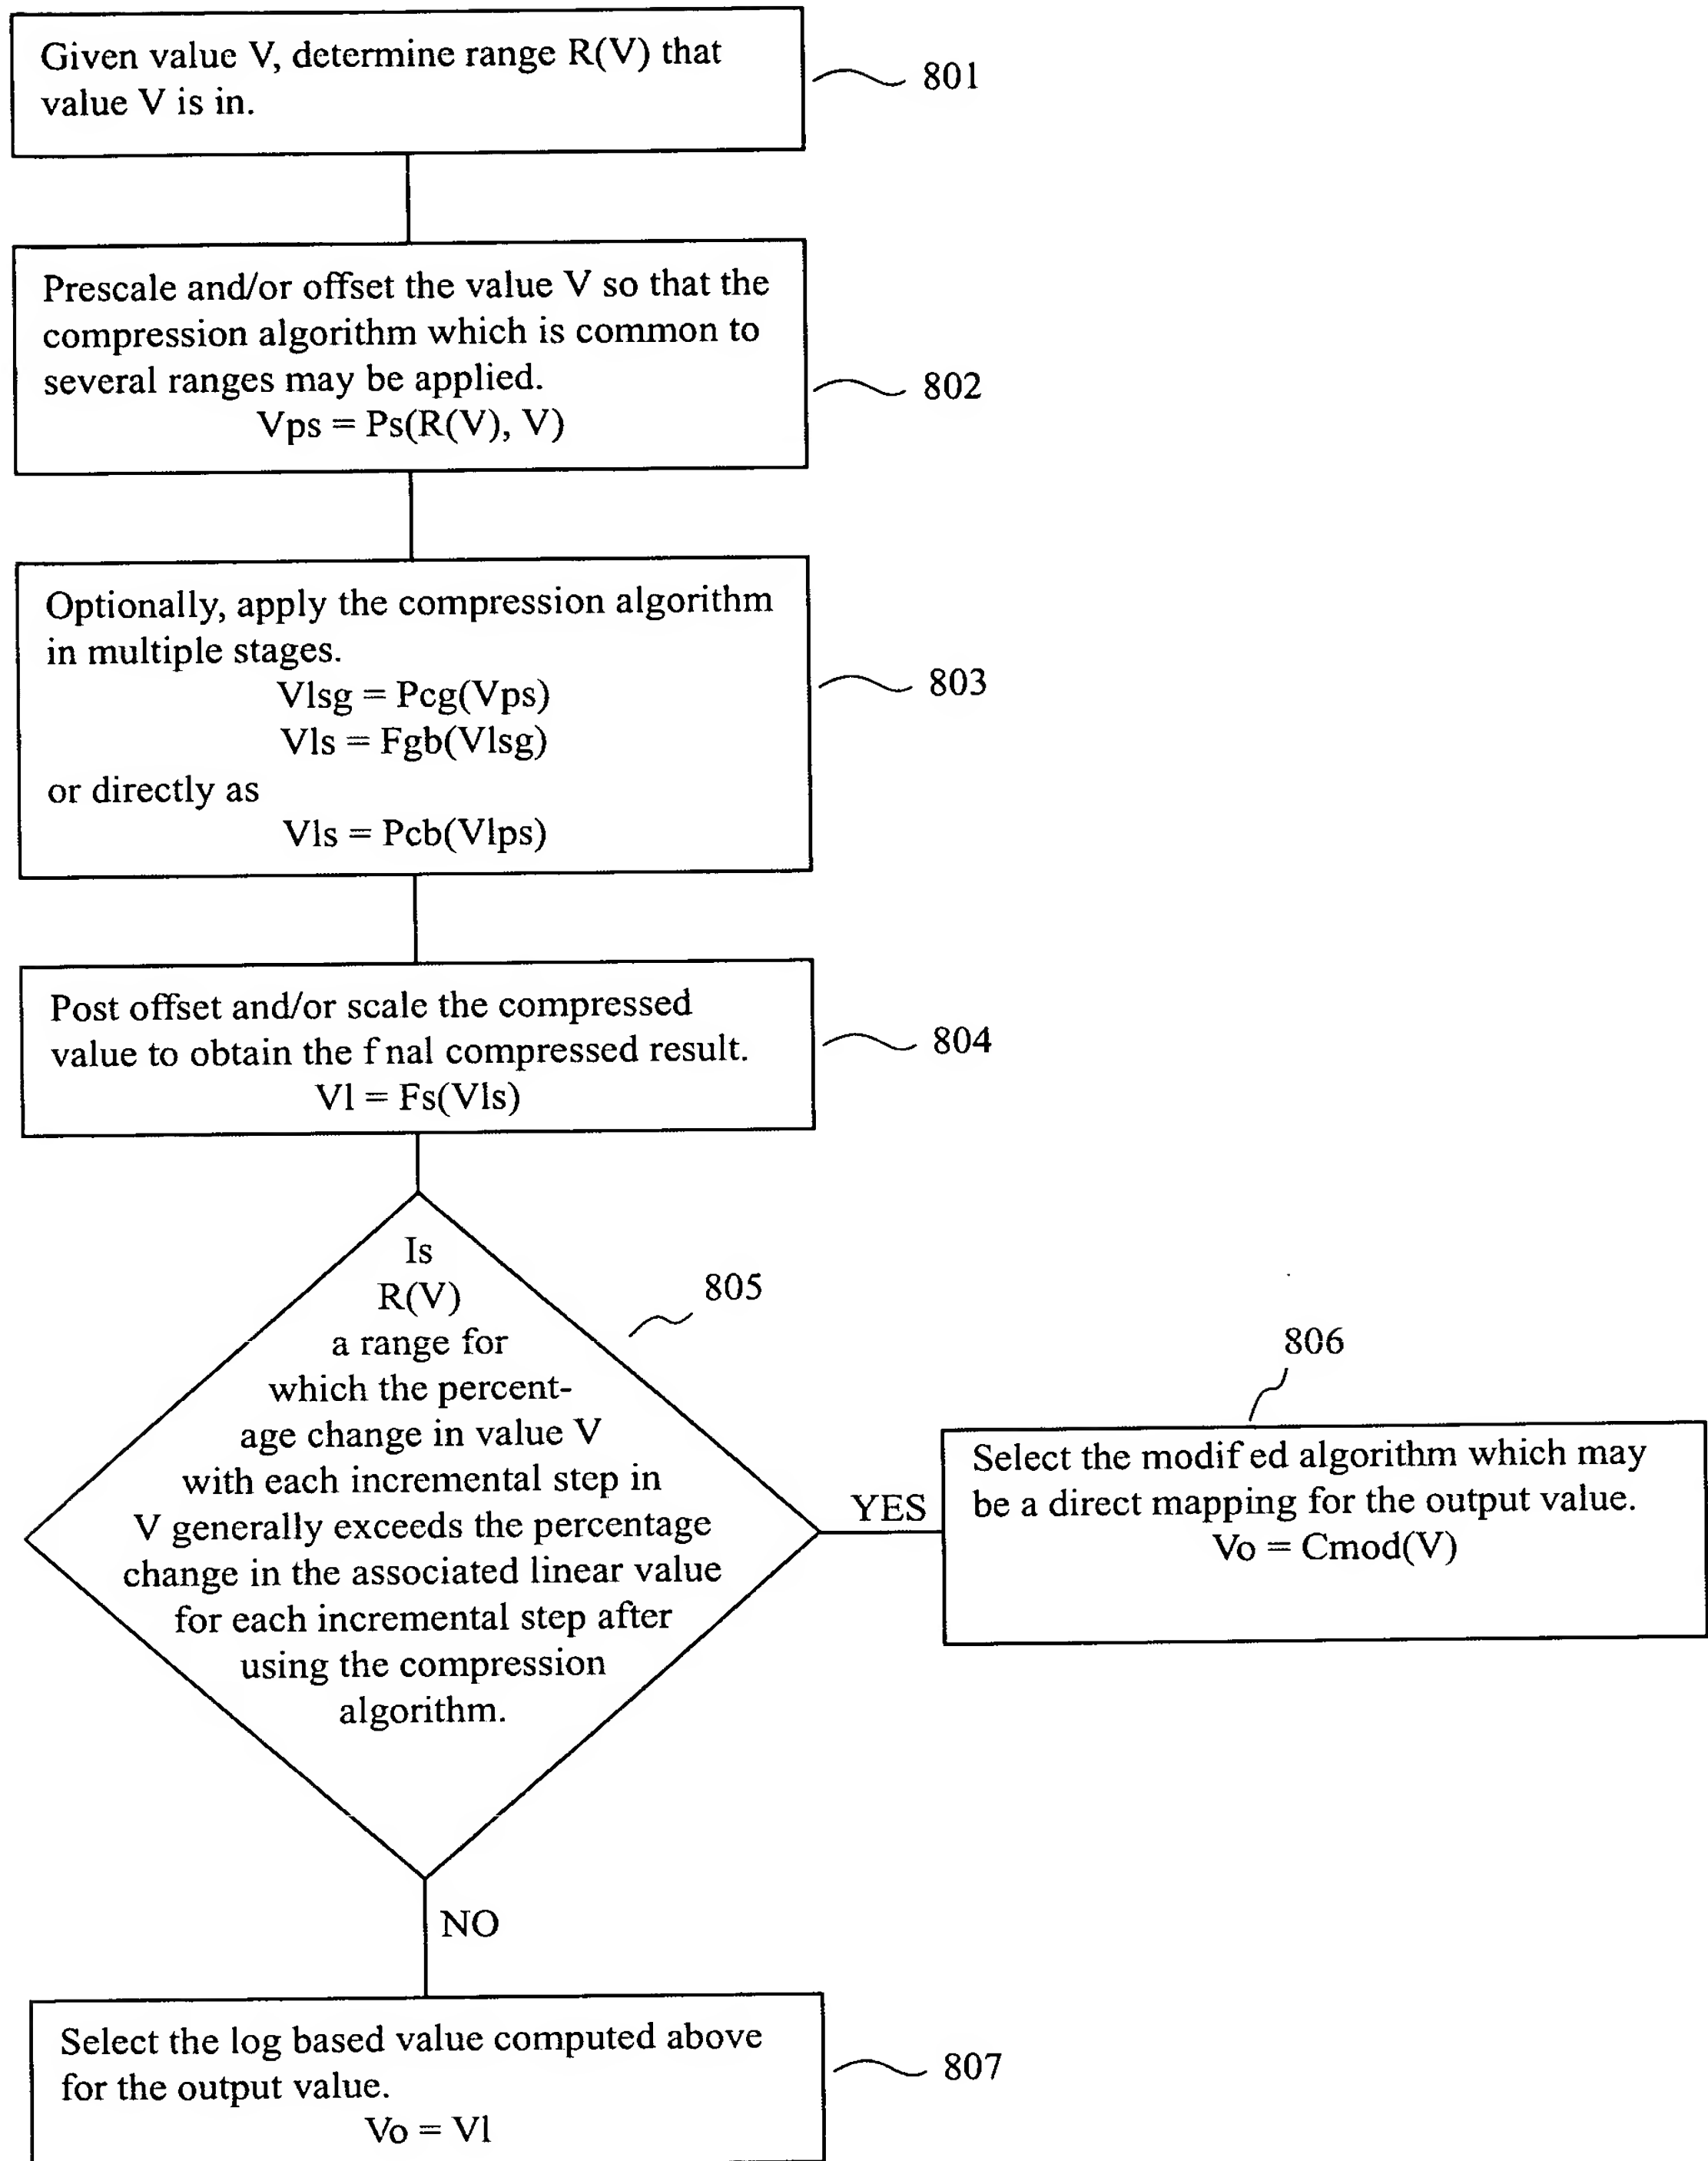 Given value V, determine range R(V) that
value V is in.
801
Prescale and/or offset the value V so that the
compression algorithm which is common to
several ranges may be applied.
Vps = Ps(R(V), V)
802
Optionally, apply the compression algorithm
in multiple stages.
Vlsg = Pcg(Vps)
Vls = Fgb(Vlsg)
or directly as
Vls = Pcb(Vlps)
803
Post offset and/or scale the compressed
value to obtain the f nal compressed result.
Vl = Fs(Vls)
804
Is
R(V)
a range for
which the percent-
age change in value V
with each incremental step in
V generally exceeds the percentage
change in the associated linear value
for each incremental step after
using the compression
algorithm.
805
YES
806
Select the modif ed algorithm which may
be a direct mapping for the output value.
Vo = Cmod(V)
NO
Select the log based value computed above
for the output value.
Vo = Vl
807